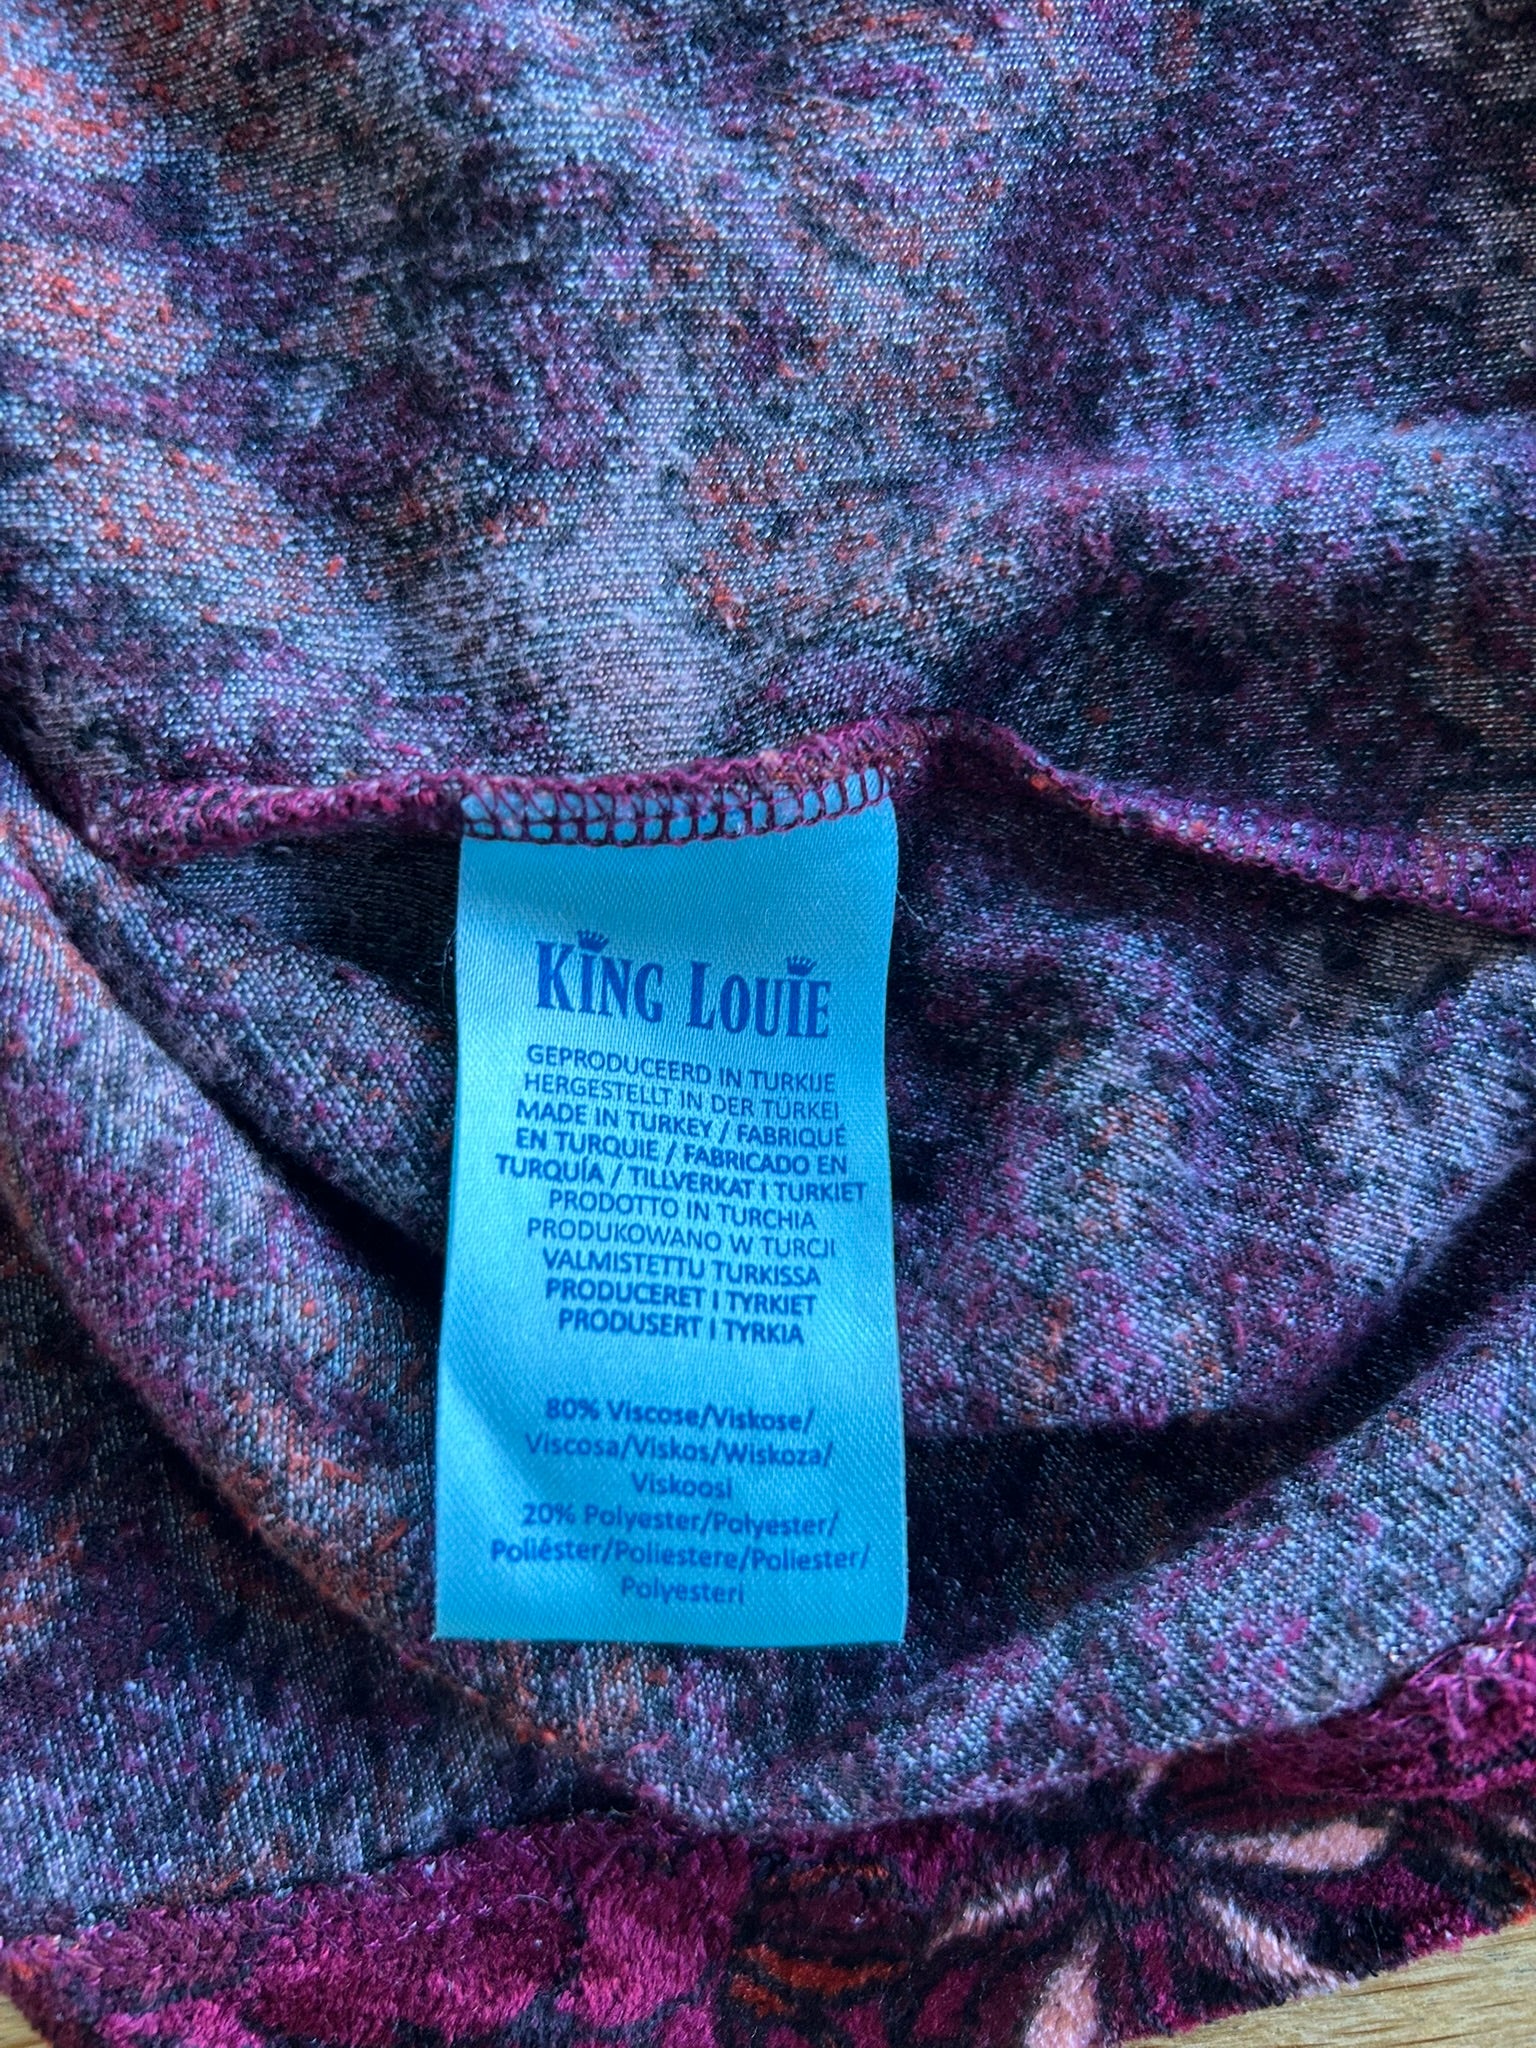 KING LOUIE
GEPRODUCEERD IN TURKIJE
HERGESTELLT IN DER TÜRKEI
MADE IN TURKEY / FABRIQUÉ
EN TURQUIE / FABRICADO EN
TURQUÍA / TILLVERKAT I TURKIET
PRODOTTO IN TURCHIA
PRODUKOWANO W TURCJI
VALMISTETTU TURKISSA
PRODUCERET I TYRKIET
PRODUSERT I TYRKIA
80% Viscose/Viskose/
Viscosa/Viskos/Wiskoza/
Viskoosi
20% Polyester/Polyester/
Poliéster/Poliestere/Poliester/
Polyesteri